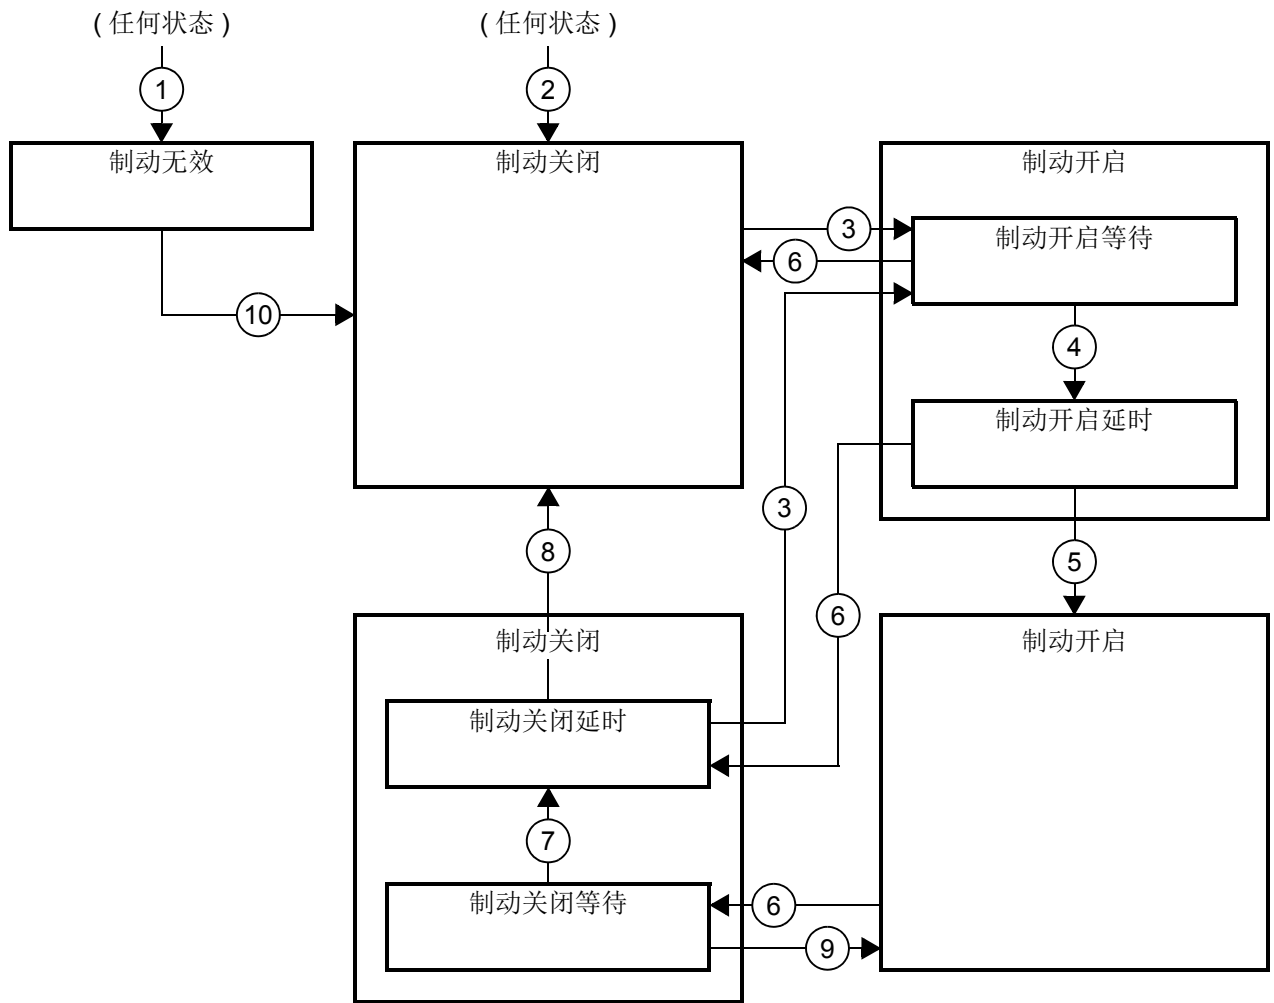 ( 任何状态 )
( 任何状态 )
1
2
制动无效
制动关闭
制动开启
3
制动开启等待
6
10
4
制动开启延时
3
8
5
6
制动关闭
制动开启
制动关闭延时
7
制动关闭等待
6
9